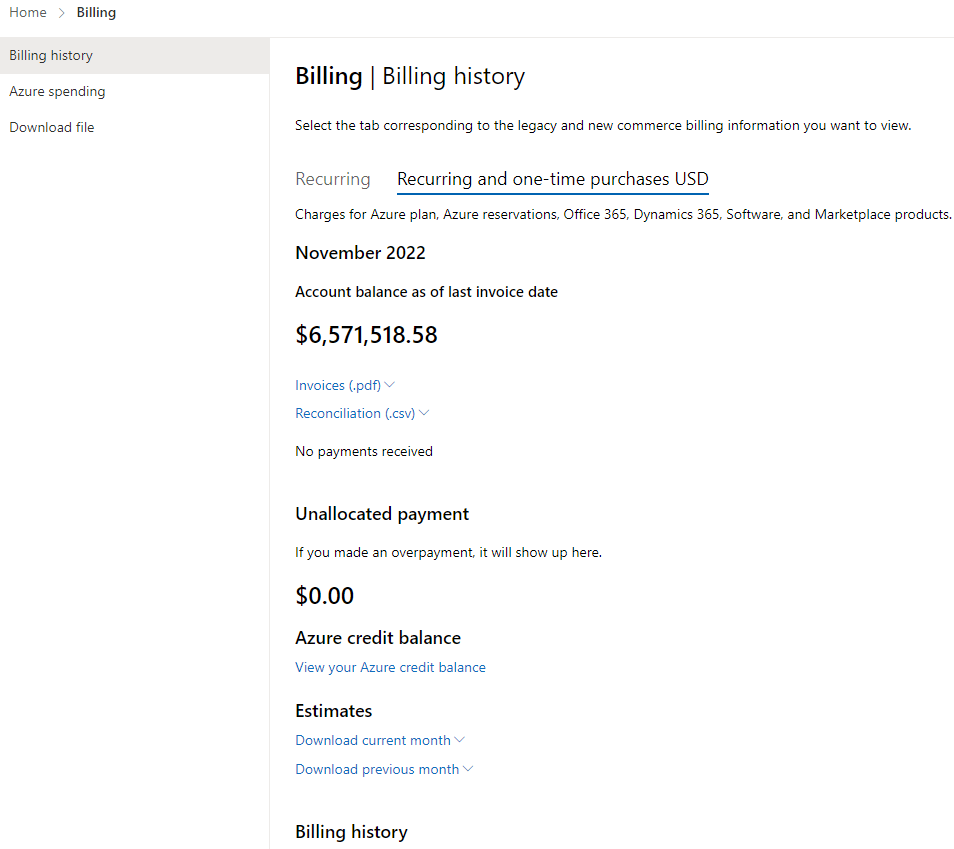 Home > Billing
Billing history
Azure spending
Download file
Billing | Billing history
Select the tab corresponding to the legacy and new commerce billing information you want to view.
Recurring Recurring and one-time purchases USD
Charges for Azure plan, Azure reservations, Office 365, Dynamics 365, Software, and Marketplace products.
November 2022
Account balance as of last invoice date
$6,571,518.58
Invoices (.pdf)
Reconciliation (.csv)
No payments received
Unallocated payment
If you made an overpayment, it will show up here.
$0.00
Azure credit balance
View your Azure credit balance
Estimates
Download current month
Download previous month
Billing history